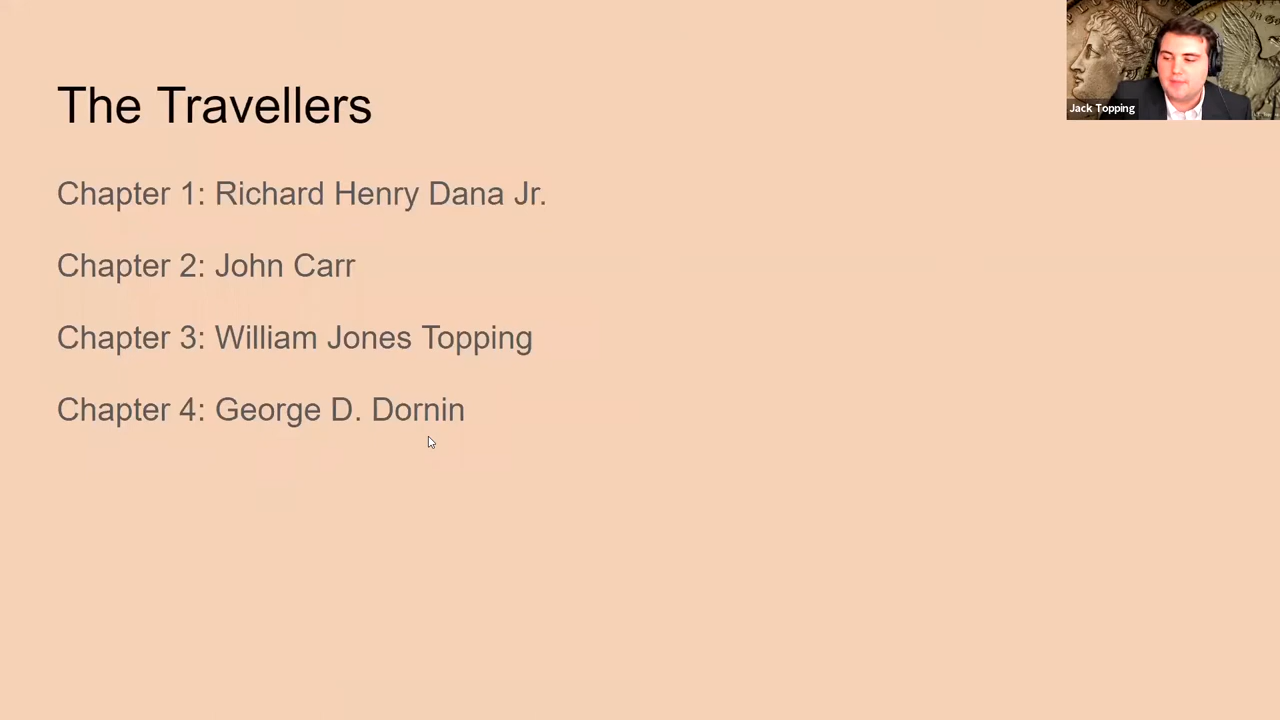 The Travellers
Chapter 1: Richard Henry Dana Jr.
Chapter 2: John Carr
Chapter 3: William Jones Topping
Chapter 4: George D. Dornin
Jack Topping